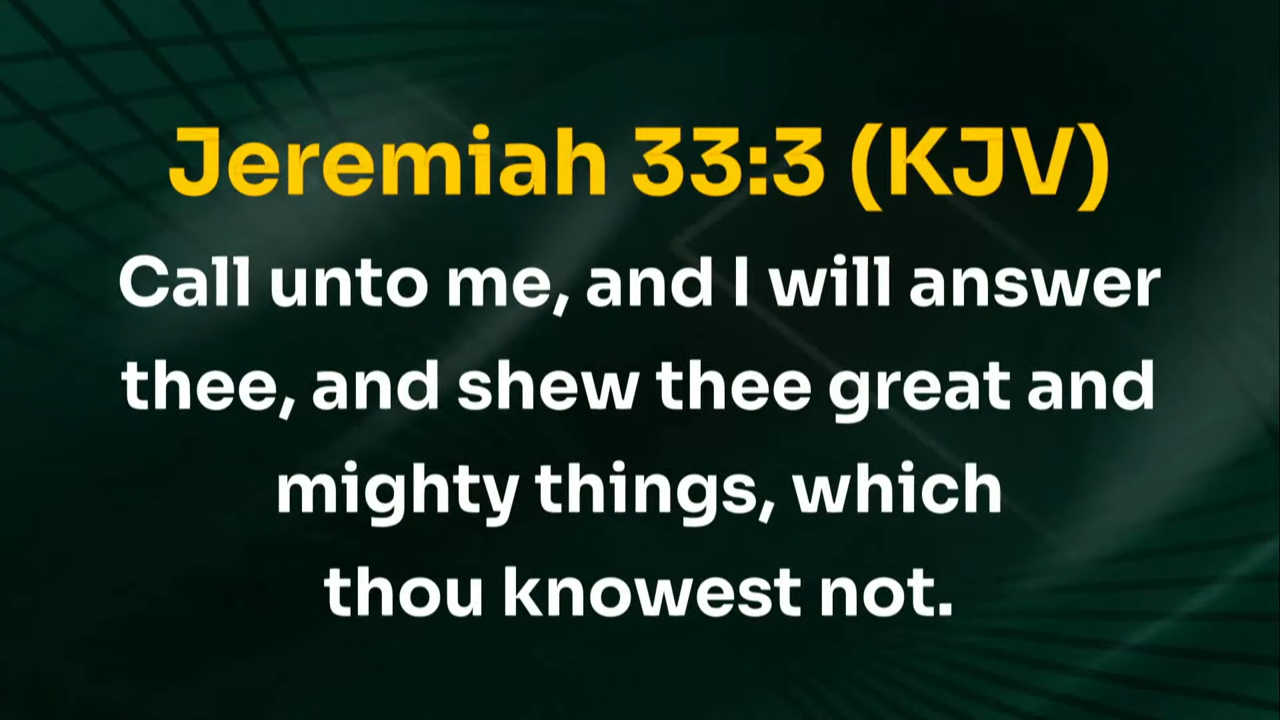 Jeremiah 33:3 (KJV)
Call unto me, and I will answer
thee, and shew thee great and
mighty things, which
thou knowest not.